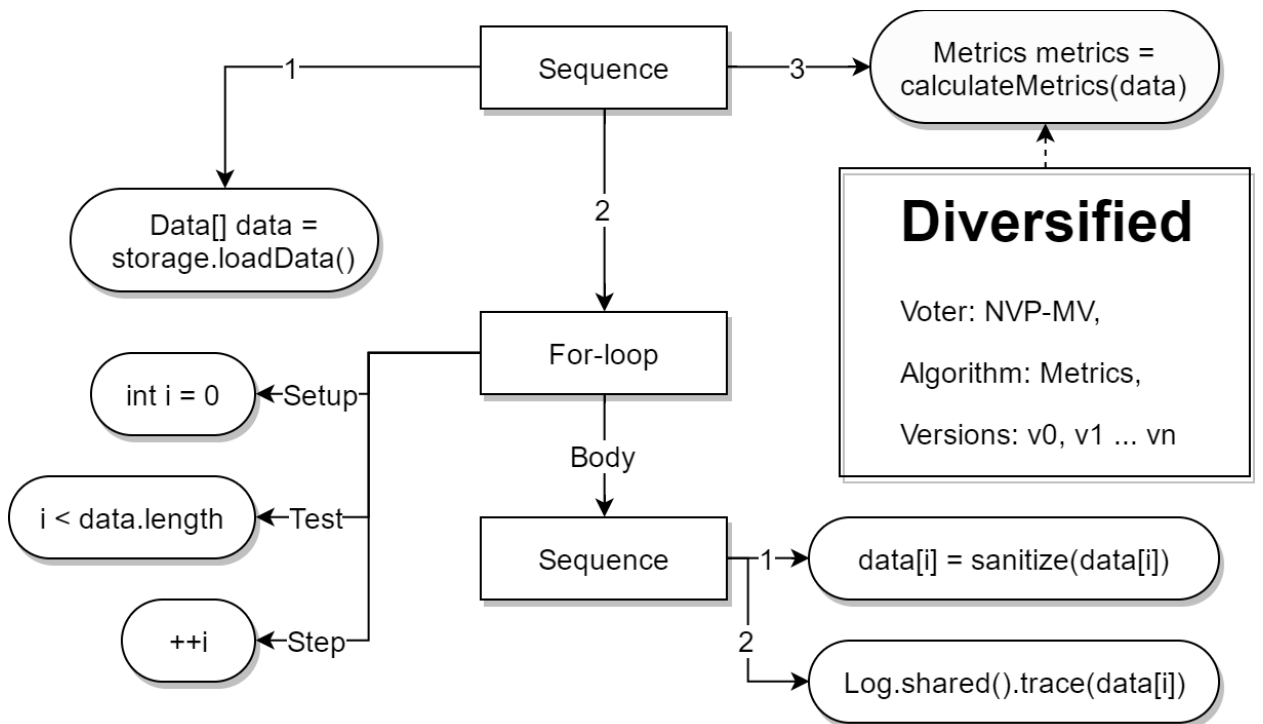 1
Sequence
3
Metrics metrics =
calculateMetrics(data)
Data[] data =
storage.loadData()
2
Diversified
Voter: NVP-MV,
Algorithm: Metrics,
Versions: v0, v1 ... vn
For-loop
int i = 0
Setup
Body
i < data.length
Test
Sequence
1
data[i] = sanitize(data[i])
++i
Step
2
Log.shared().trace(data[i])